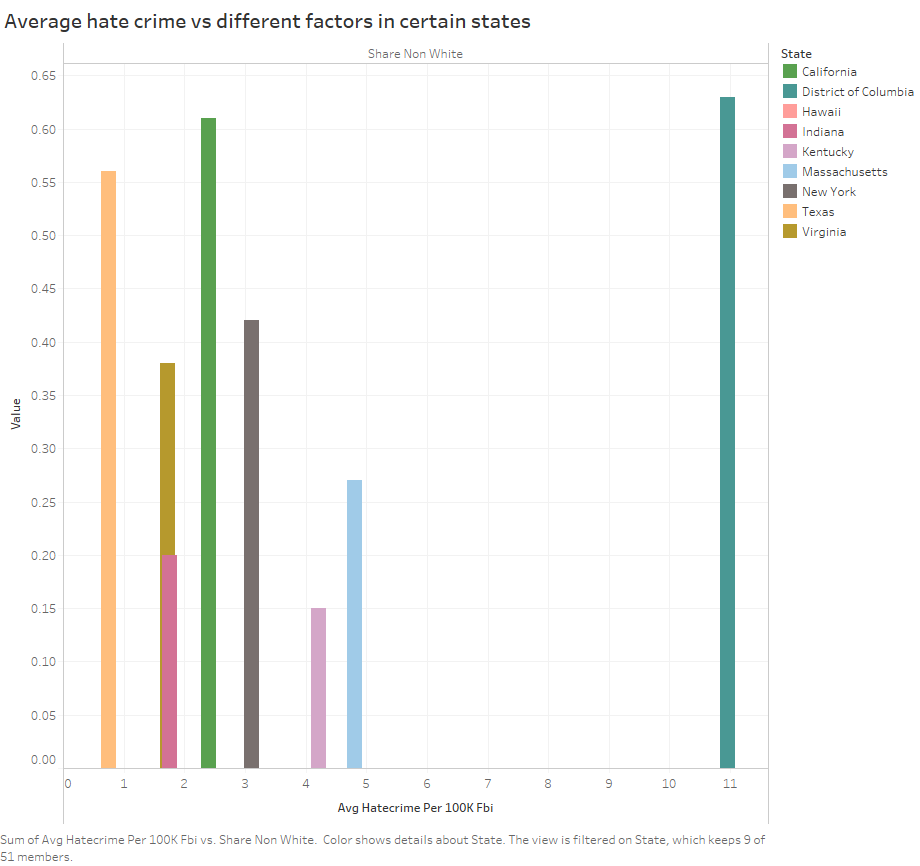 Average hate crime vs different factors in certain states
Share Non White
State
California
District of Columbia
Hawaii
Indiana
Kentucky
Massachusetts
New York
Texas
Virginia
0.65
0.60
0.55
0.50
0.45
0.40
0.35
0.30
0.25
0.20
0.15
0.10
0.05
0.00
Value
0 1 2 3 4 5 6 7 8 9 10 11
Avg Hatecrime Per 100K Fbi
Sum of Avg Hatecrime Per 100K Fbi vs. Share Non White. Color shows details about State. The view is filtered on State, which keeps 9 of
51 members.